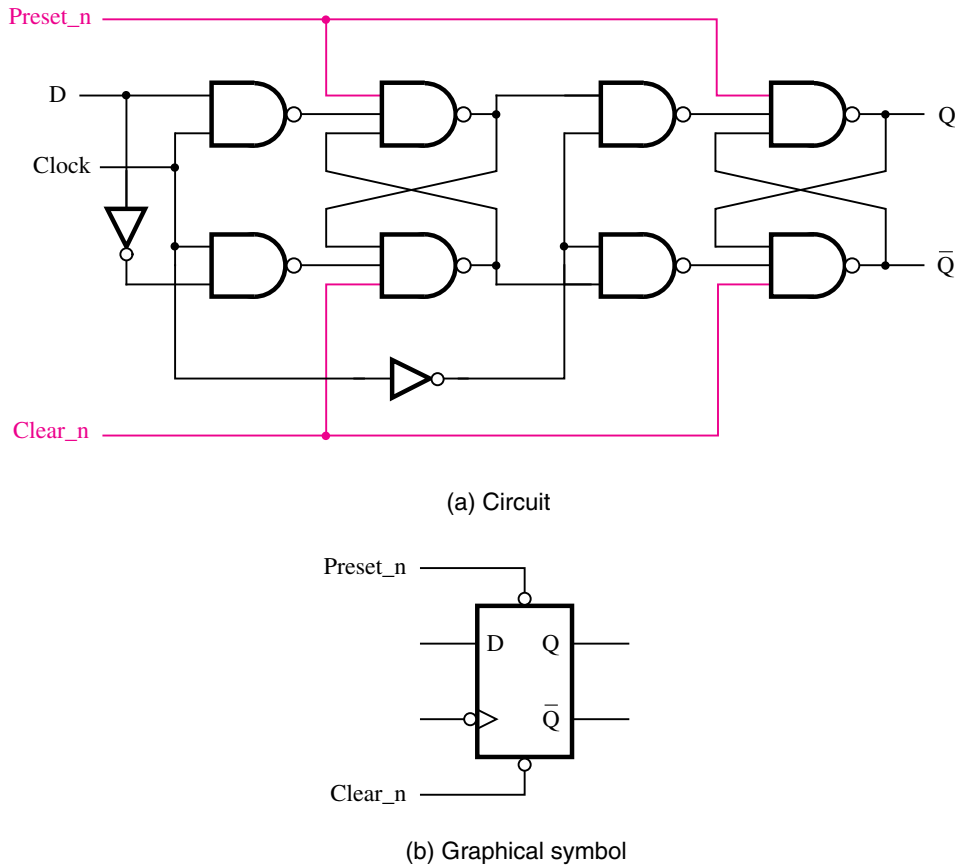 Preset_n
D
Q
Clock
Q̅
Clear_n
(a) Circuit
Preset_n
D Q
Q̅
Clear_n
(b) Graphical symbol